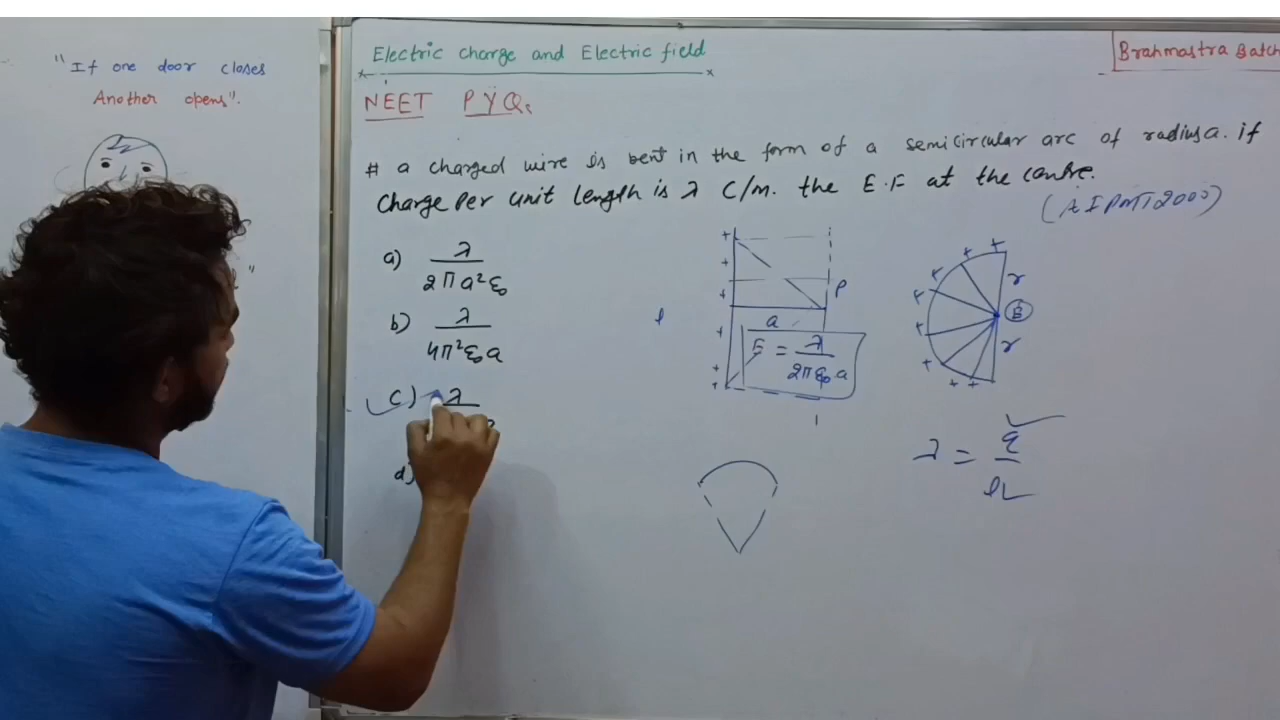 "If one door closes
Another opens".
"
Electric charge and Electric field
Brahmastra Batch
NEET PYQs
# a charged wire is bent in the form of a semicircular arc of radius a. if
charge per unit length is λ C/m. the E.F at the centre.
(AIPMT 2000)
a) λ / 2πa²ε₀
b) λ / 4π²ε₀a
c) λ
d)
P
a
l
E = λ / 2πε₀a
r
E
r
λ = q / l